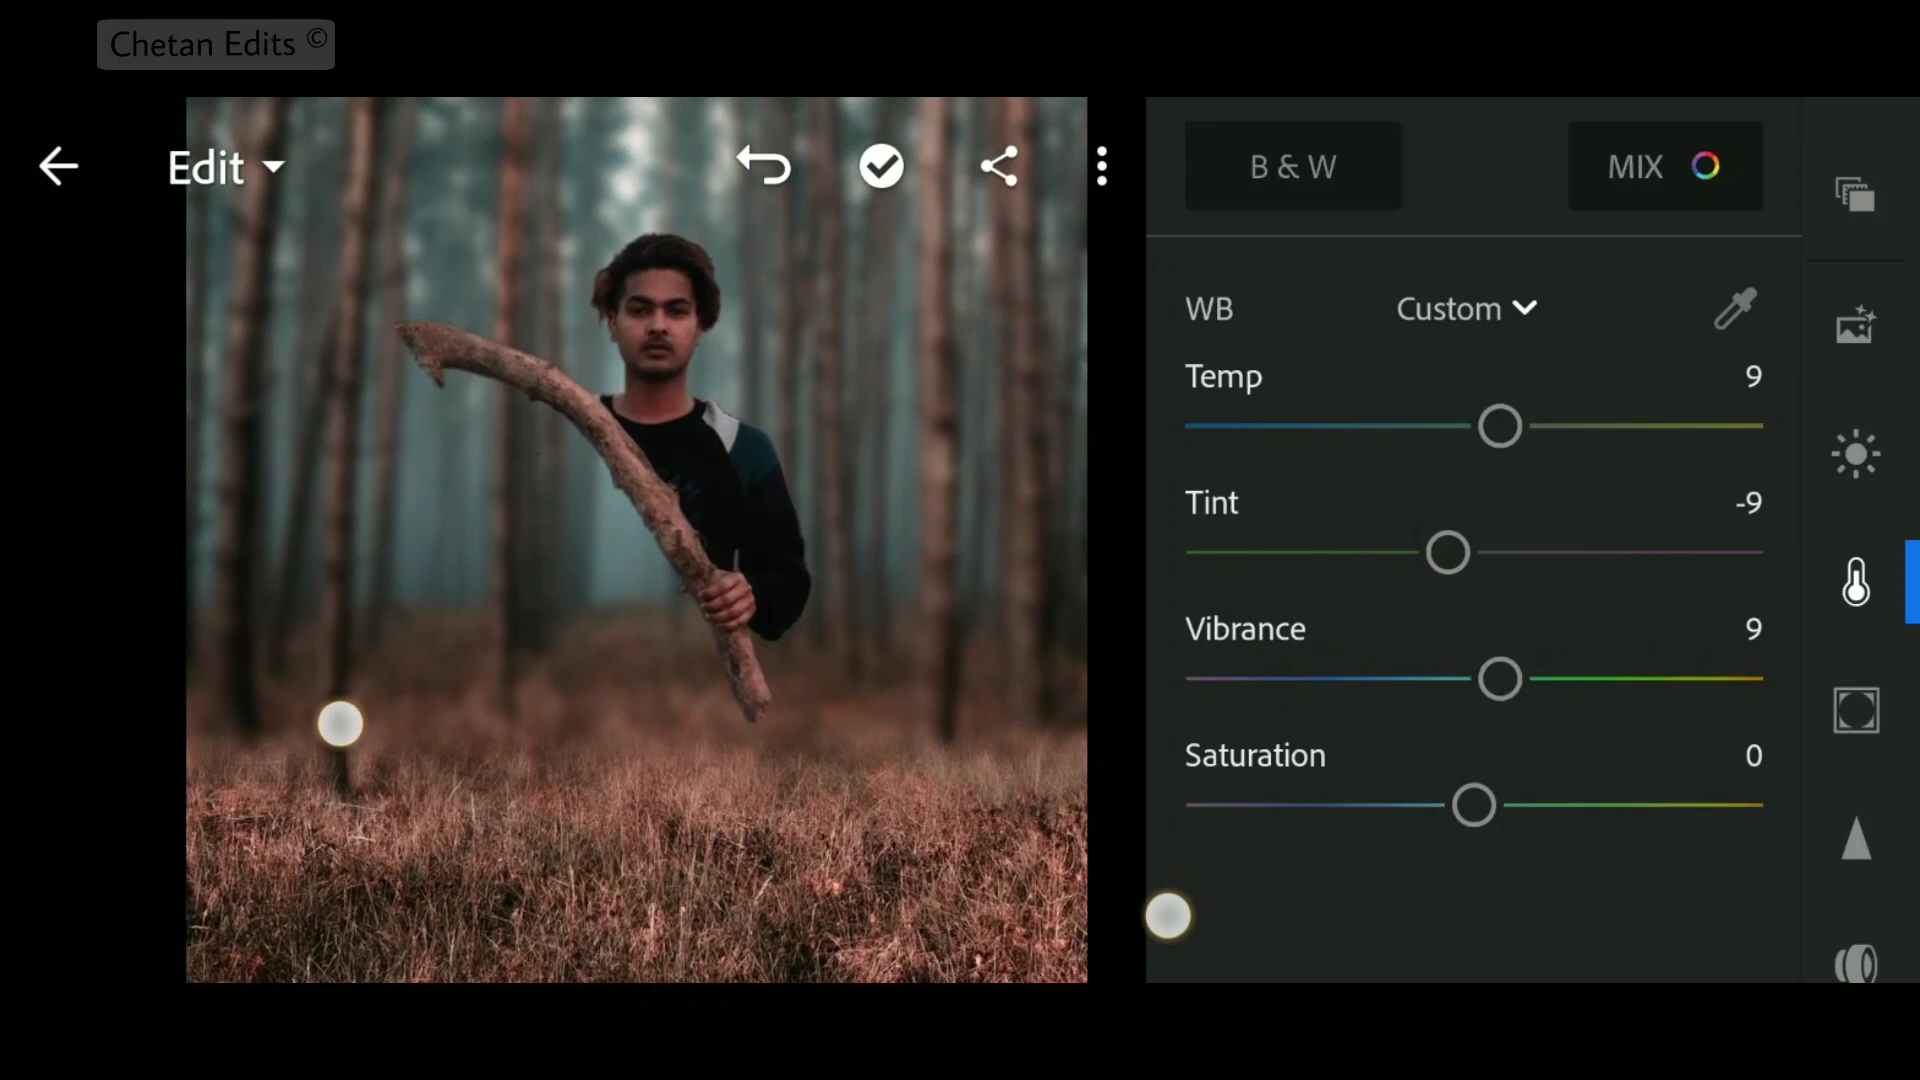 Chetan Edits ©
Edit
B & W
MIX
WB
Custom
Temp
9
Tint
-9
Vibrance
9
Saturation
0